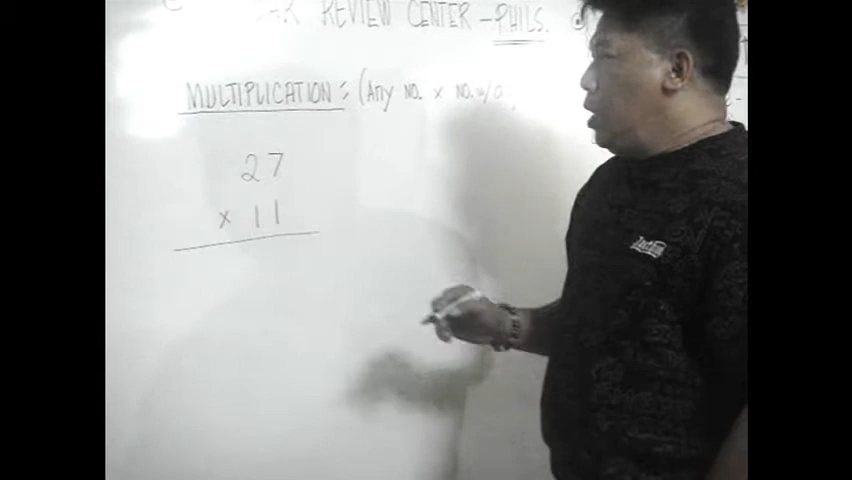 REVIEW CENTER - PHILS.
MULTIPLICATION : (Any NO. x NO.
27
x 11